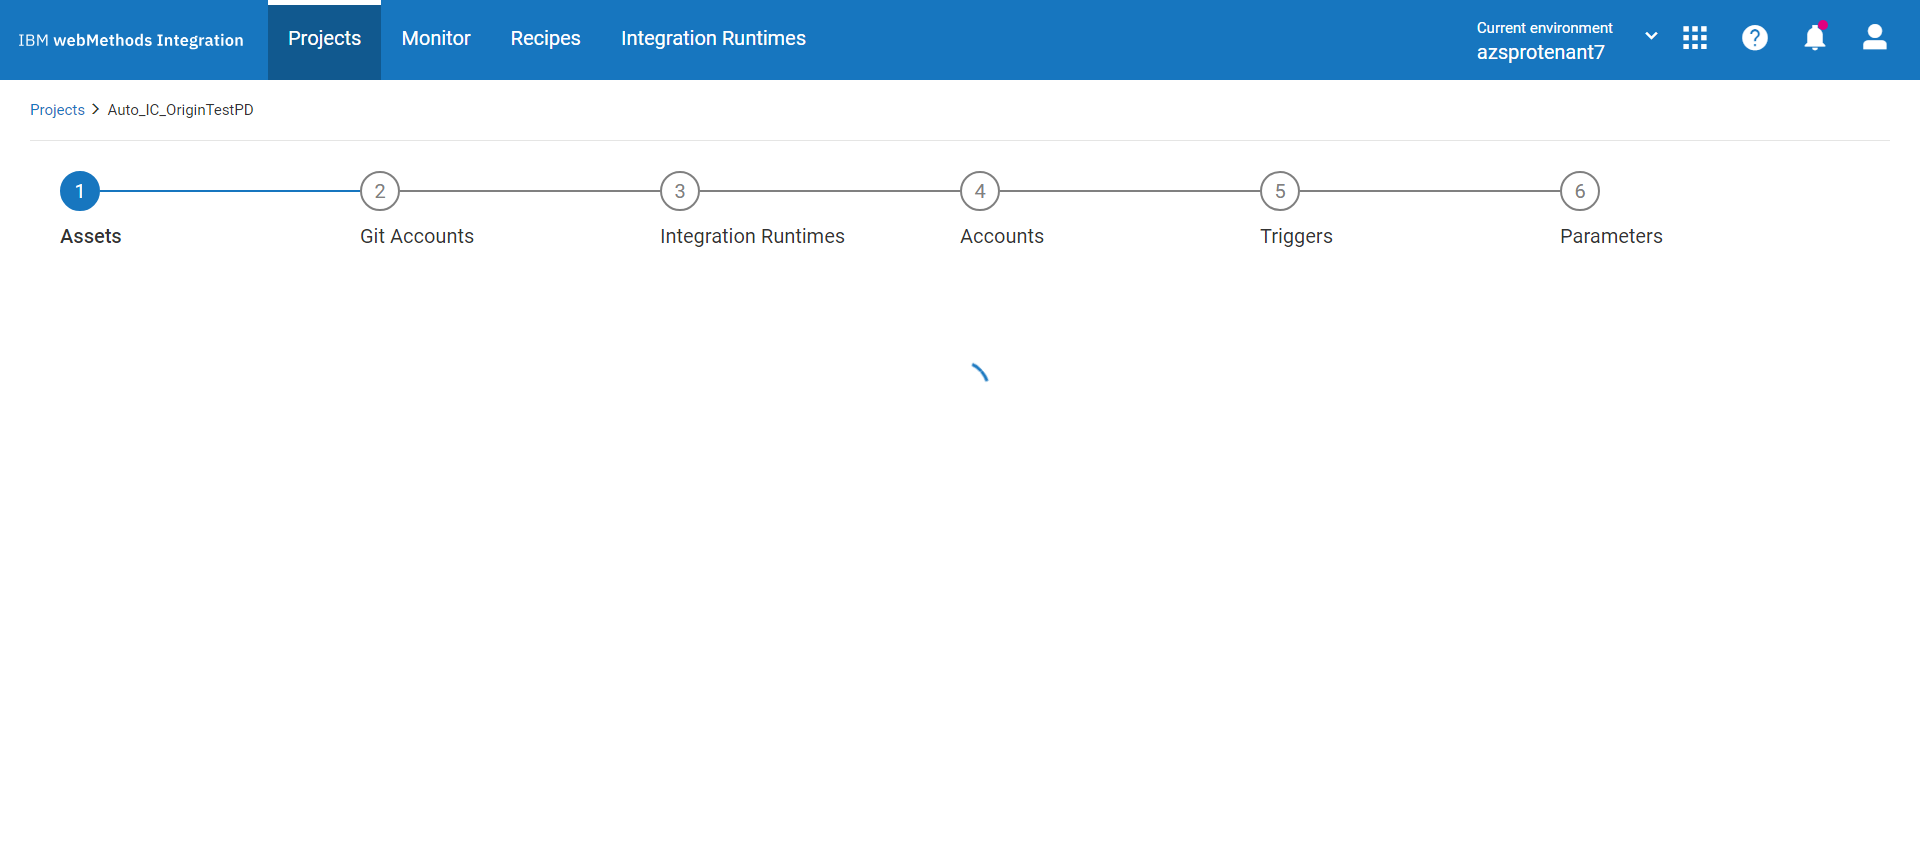 IBM webMethods Integration
Projects
Monitor
Recipes
Integration Runtimes
Current environment
azsprotenant7
Projects > Auto_IC_OriginTestPD
1
2
3
4
5
6
Assets
Git Accounts
Integration Runtimes
Accounts
Triggers
Parameters